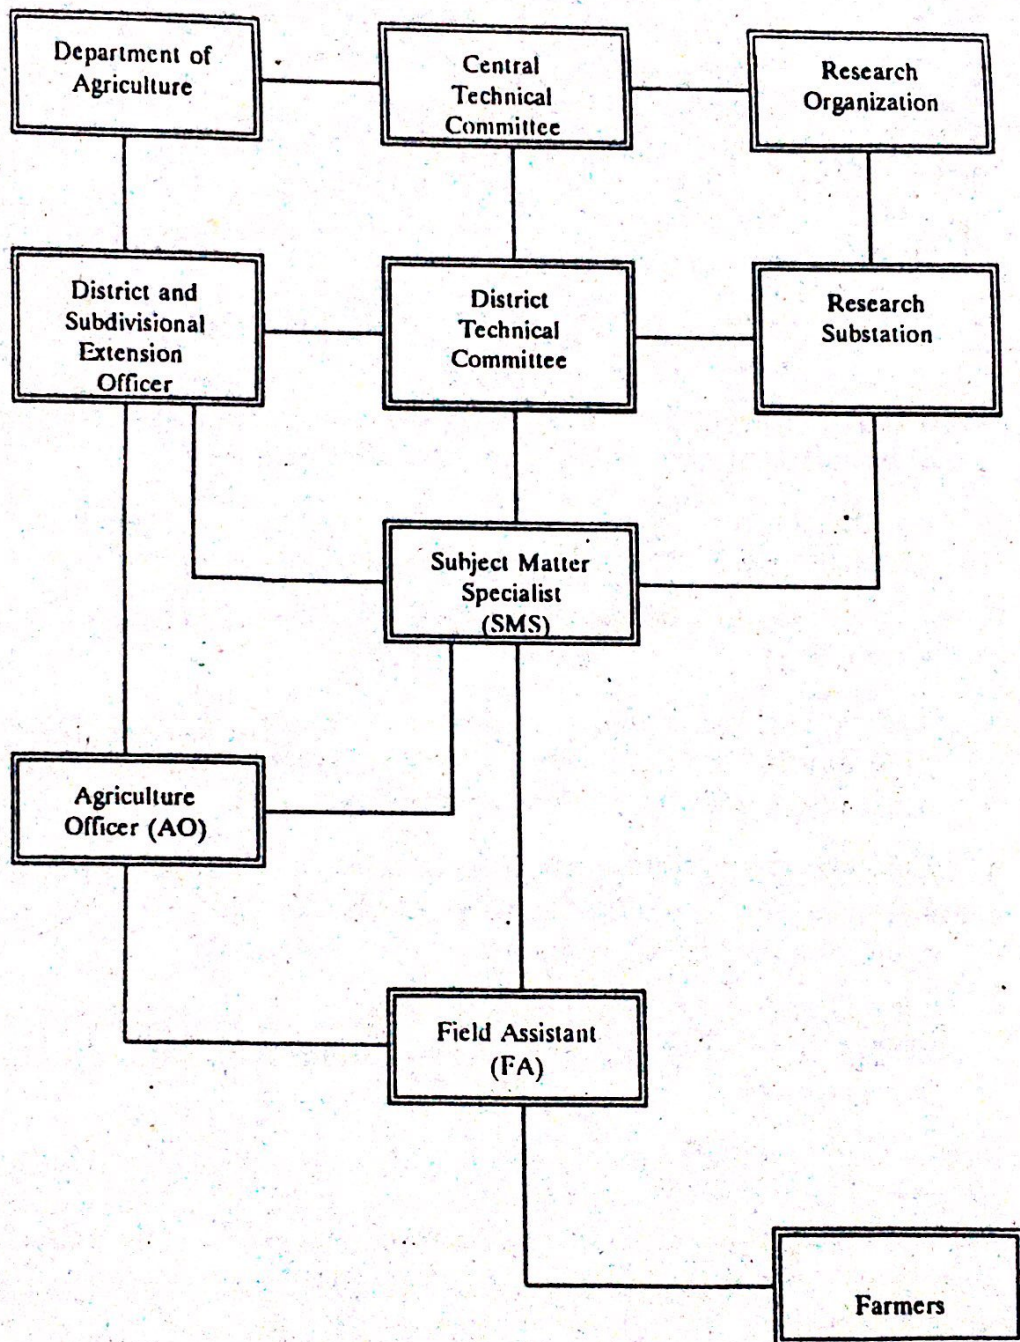 Department of
Agriculture
Central
Technical
Committee
Research
Organization
District and
Subdivisional
Extension
Officer
District
Technical
Committee
Research
Substation
Subject Matter
Specialist
(SMS)
Agriculture
Officer (AO)
Field Assistant
(FA)
Farmers